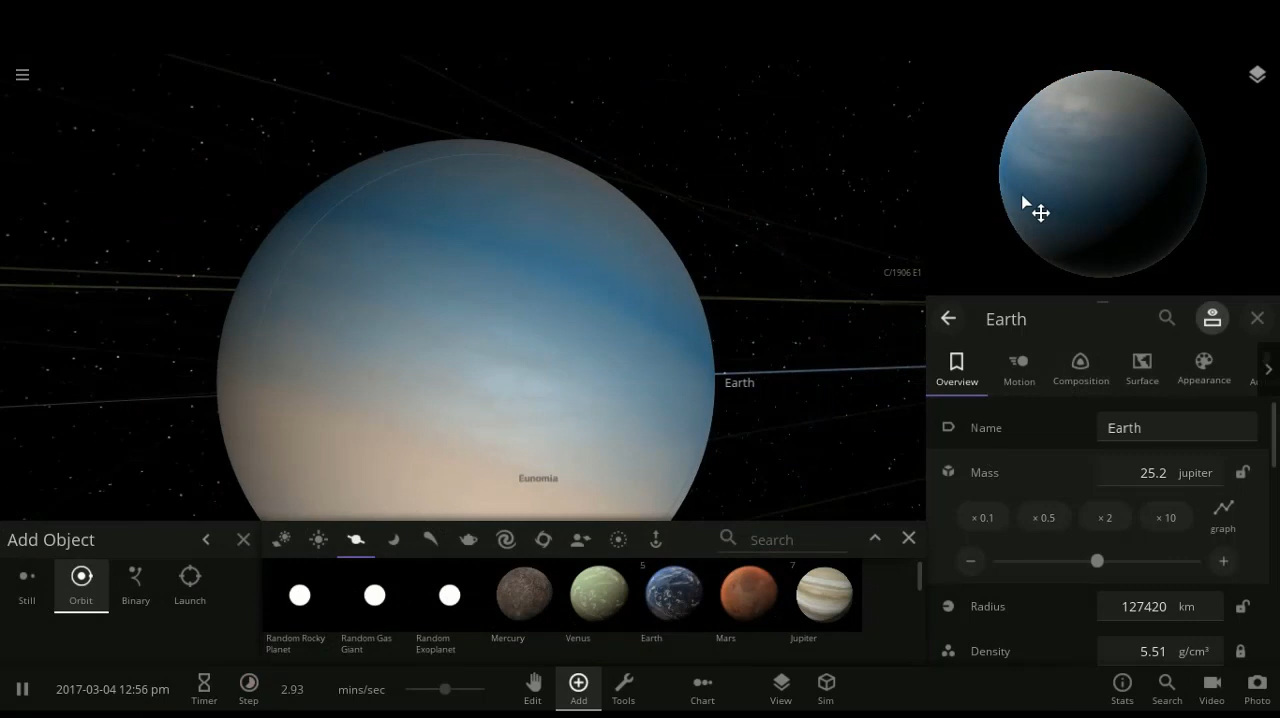 C/1906 E1
Earth
Eunomia
Earth
Overview
Motion
Composition
Surface
Appearance
Name
Earth
Mass
25.2 jupiter
× 0.1
× 0.5
× 2
× 10
graph
Radius
127420 km
Density
5.51 g/cm³
Add Object
Search
Still
Orbit
Binary
Launch
5
7
Random Rocky
Planet
Random Gas
Giant
Random
Exoplanet
Mercury
Venus
Earth
Mars
Jupiter
2017-03-04 12:56 pm
Timer
Step
2.93 mins/sec
Edit
Add
Tools
Chart
View
Sim
Stats
Search
Video
Photo